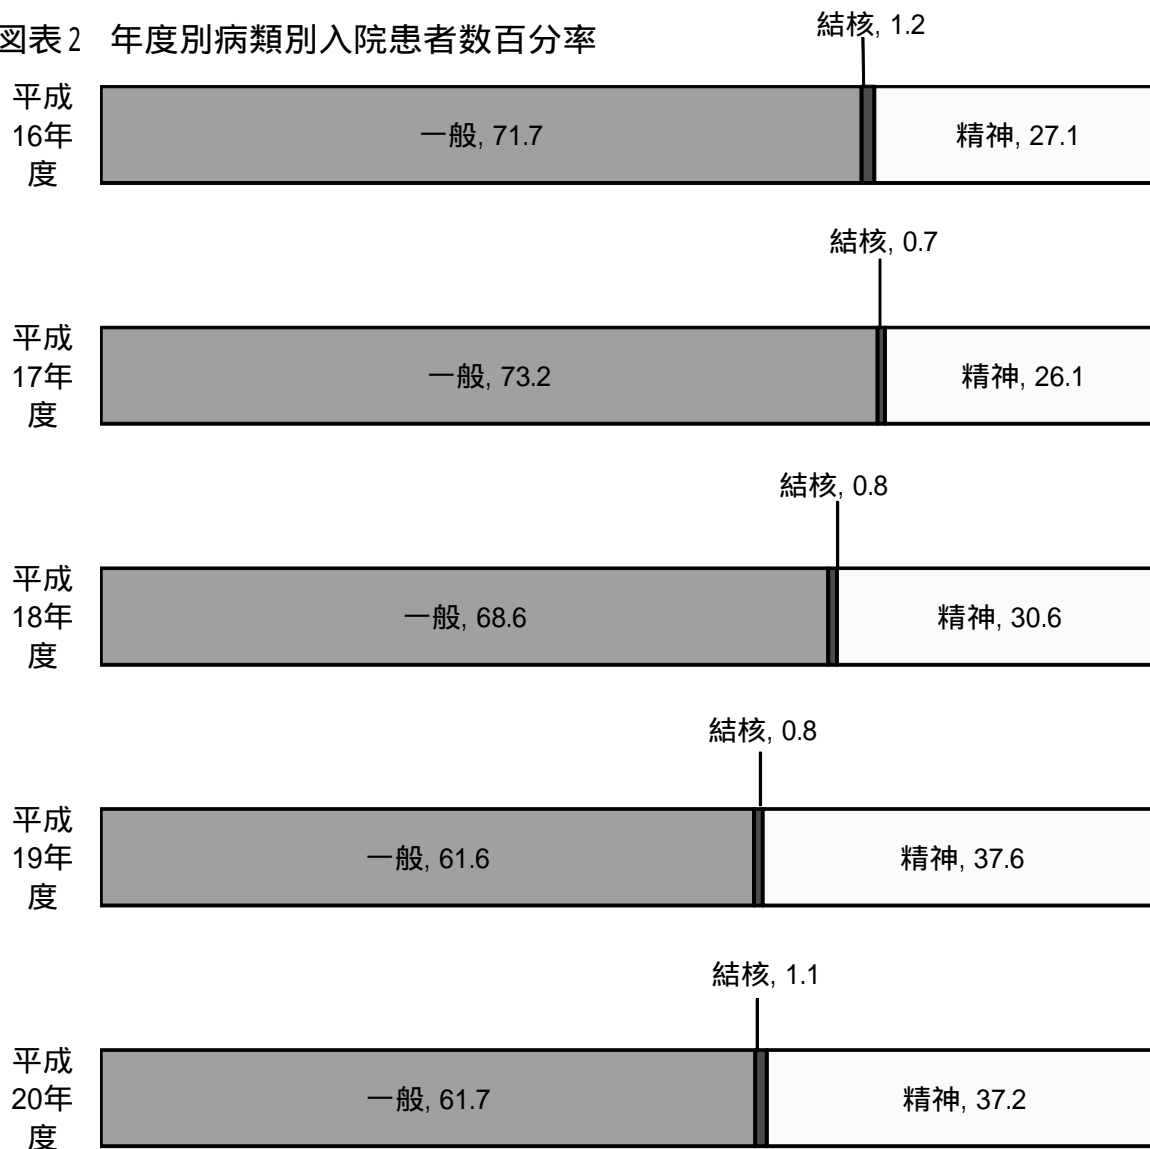 図表2 年度別病類別入院患者数百分率
結核, 1.2
平成
16年
度
一般, 71.7
精神, 27.1
結核, 0.7
平成
17年
度
一般, 73.2
精神, 26.1
結核, 0.8
平成
18年
度
一般, 68.6
精神, 30.6
結核, 0.8
平成
19年
度
一般, 61.6
精神, 37.6
結核, 1.1
平成
20年
度
一般, 61.7
精神, 37.2